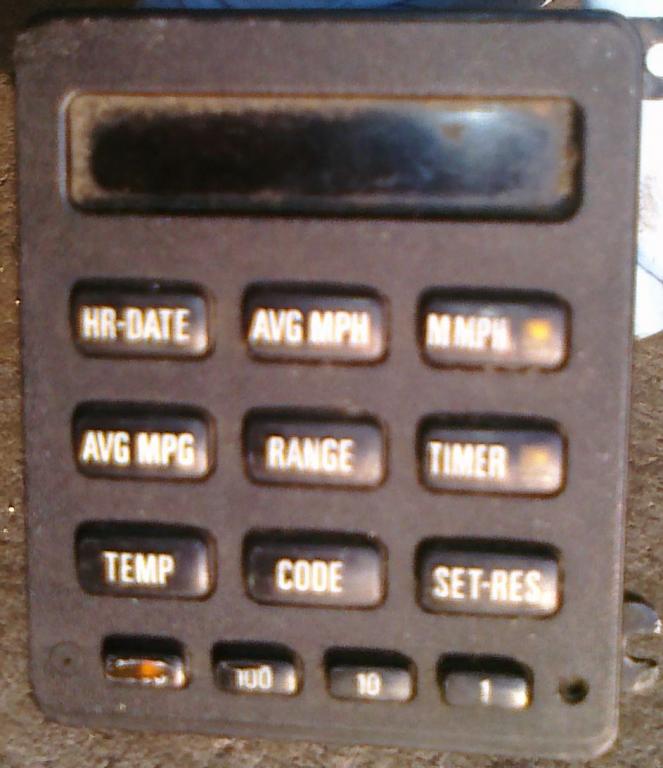 HR-DATE AVG MPH M MPH
AVG MPG RANGE TIMER
TEMP CODE SET-RES.
100 10 1